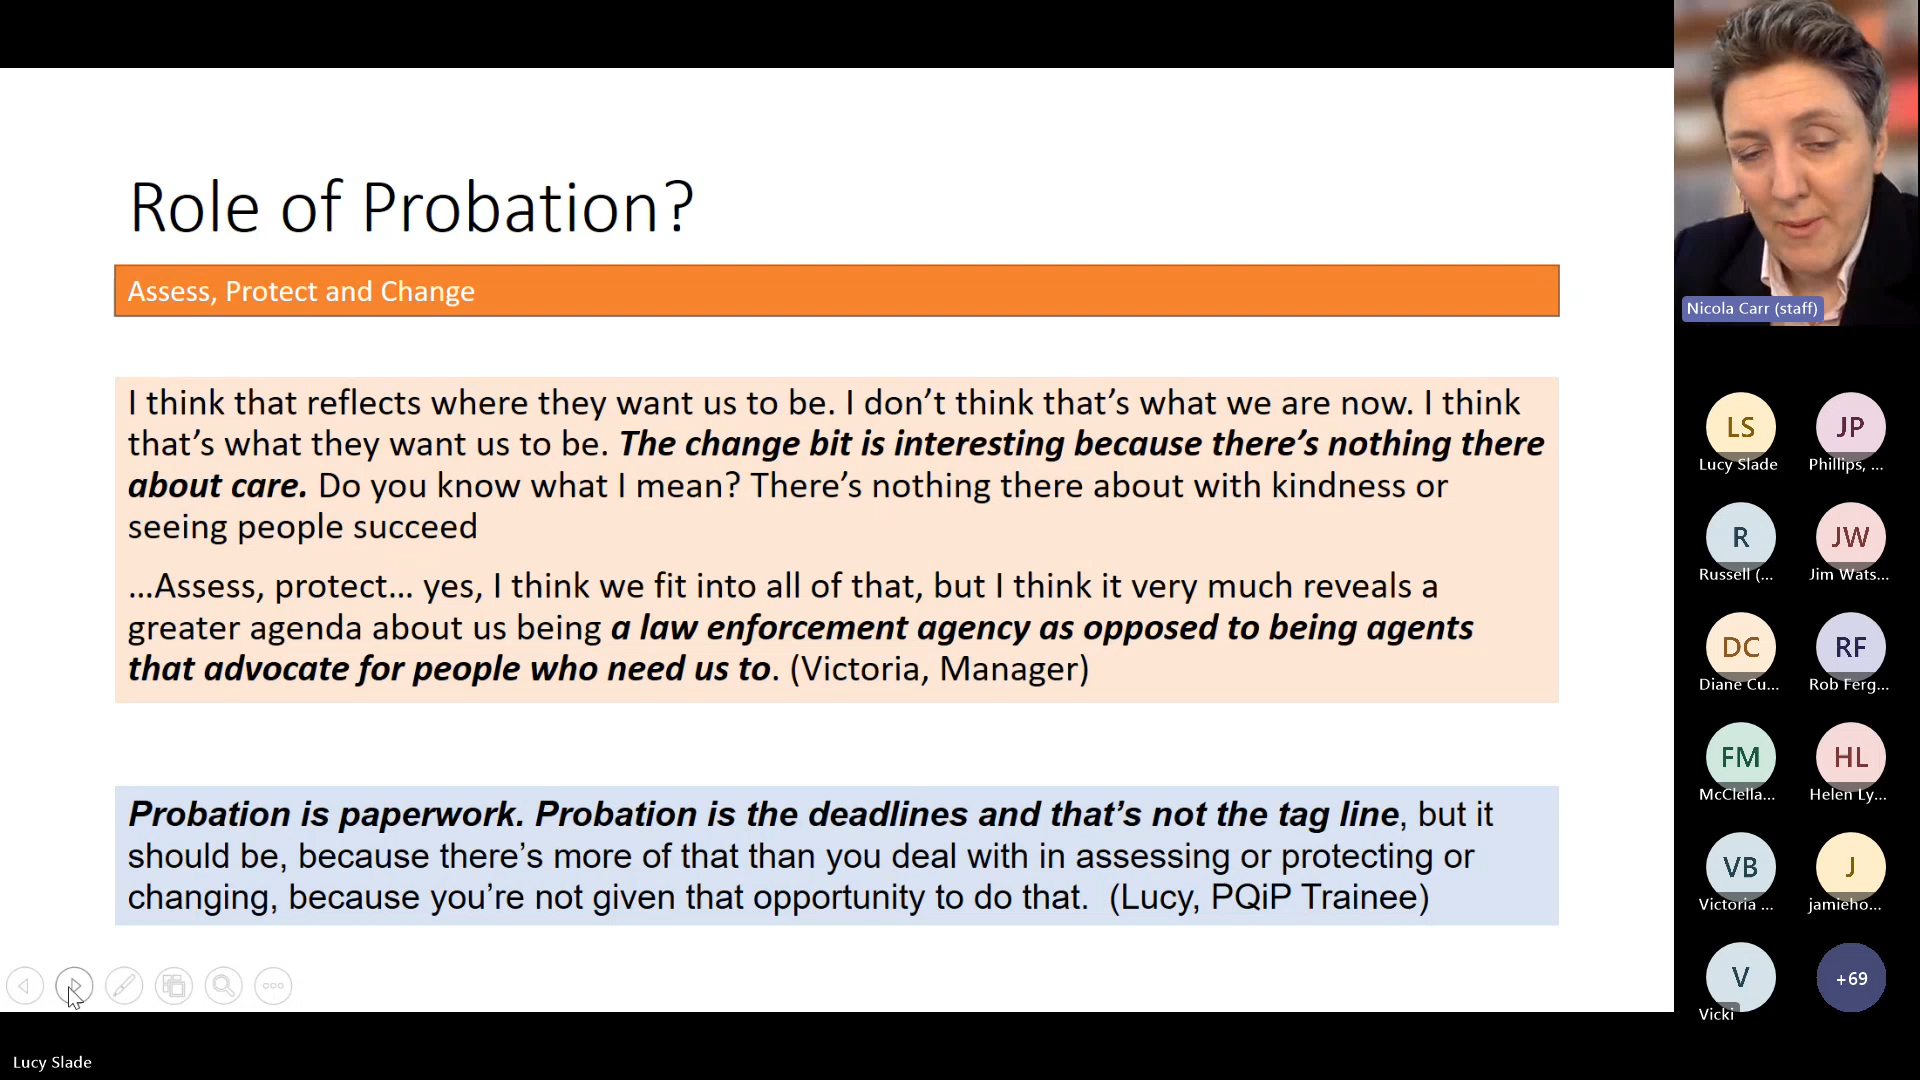 Role of Probation?
Assess, Protect and Change
I think that reflects where they want us to be. I don’t think that’s what we are now. I think
that’s what they want us to be. The change bit is interesting because there’s nothing there
about care. Do you know what I mean? There’s nothing there about with kindness or
seeing people succeed
...Assess, protect... yes, I think we fit into all of that, but I think it very much reveals a
greater agenda about us being a law enforcement agency as opposed to being agents
that advocate for people who need us to. (Victoria, Manager)
Probation is paperwork. Probation is the deadlines and that’s not the tag line, but it
should be, because there’s more of that than you deal with in assessing or protecting or
changing, because you’re not given that opportunity to do that.  (Lucy, PQiP Trainee)
Nicola Carr (staff)
LS JP
Lucy Slade Phillips, ...
R JW
Russell (... Jim Wats...
DC RF
Diane Cu... Rob Ferg...
FM HL
McClella... Helen Ly...
VB J
Victoria ... jamieho...
V +69
Vicki
Lucy Slade